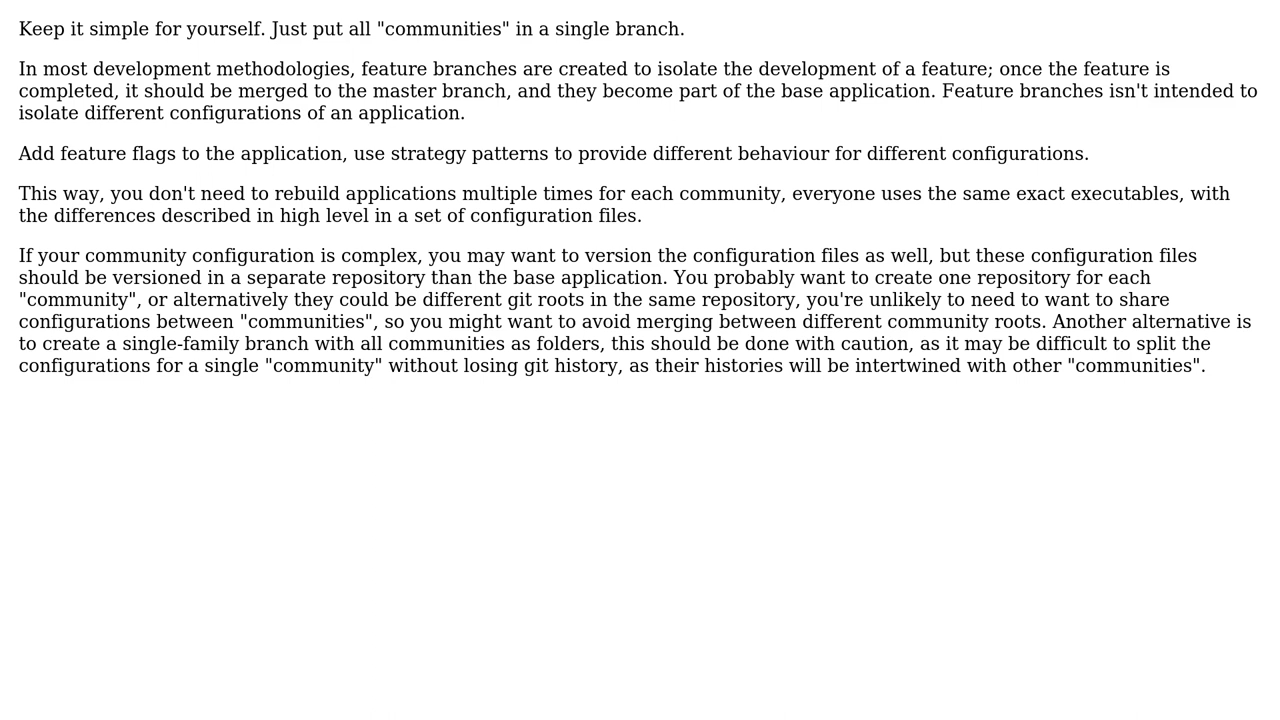 Keep it simple for yourself. Just put all "communities" in a single branch.
In most development methodologies, feature branches are created to isolate the development of a feature; once the feature is
completed, it should be merged to the master branch, and they become part of the base application. Feature branches isn't intended to
isolate different configurations of an application.
Add feature flags to the application, use strategy patterns to provide different behaviour for different configurations.
This way, you don't need to rebuild applications multiple times for each community, everyone uses the same exact executables, with
the differences described in high level in a set of configuration files.
If your community configuration is complex, you may want to version the configuration files as well, but these configuration files
should be versioned in a separate repository than the base application. You probably want to create one repository for each
"community", or alternatively they could be different git roots in the same repository, you're unlikely to need to want to share
configurations between "communities", so you might want to avoid merging between different community roots. Another alternative is
to create a single-family branch with all communities as folders, this should be done with caution, as it may be difficult to split the
configurations for a single "community" without losing git history, as their histories will be intertwined with other "communities".